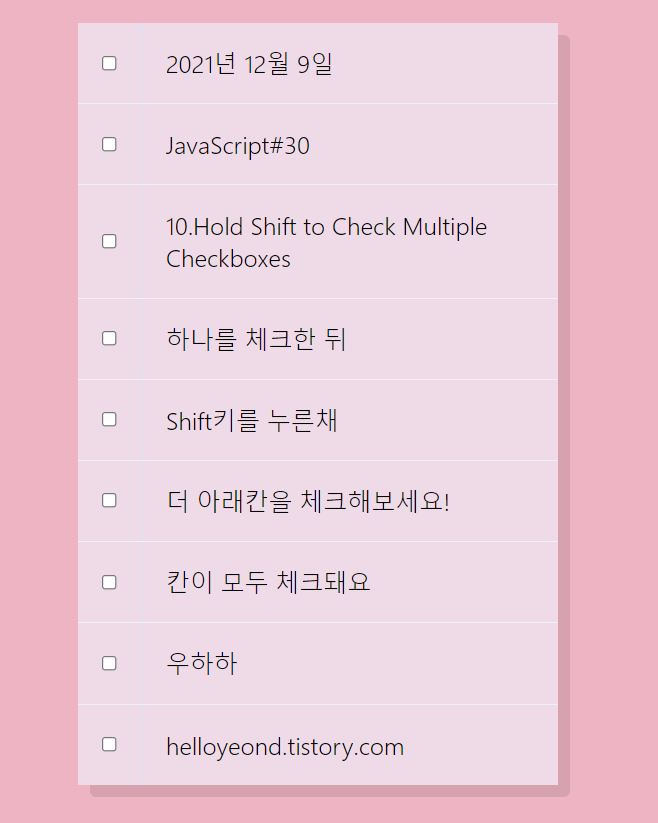 2021년 12월 9일
JavaScript#30
10.Hold Shift to Check Multiple
Checkboxes
하나를 체크한 뒤
Shift키를 누른채
더 아래칸을 체크해보세요!
칸이 모두 체크돼요
우하하
helloyeond.tistory.com